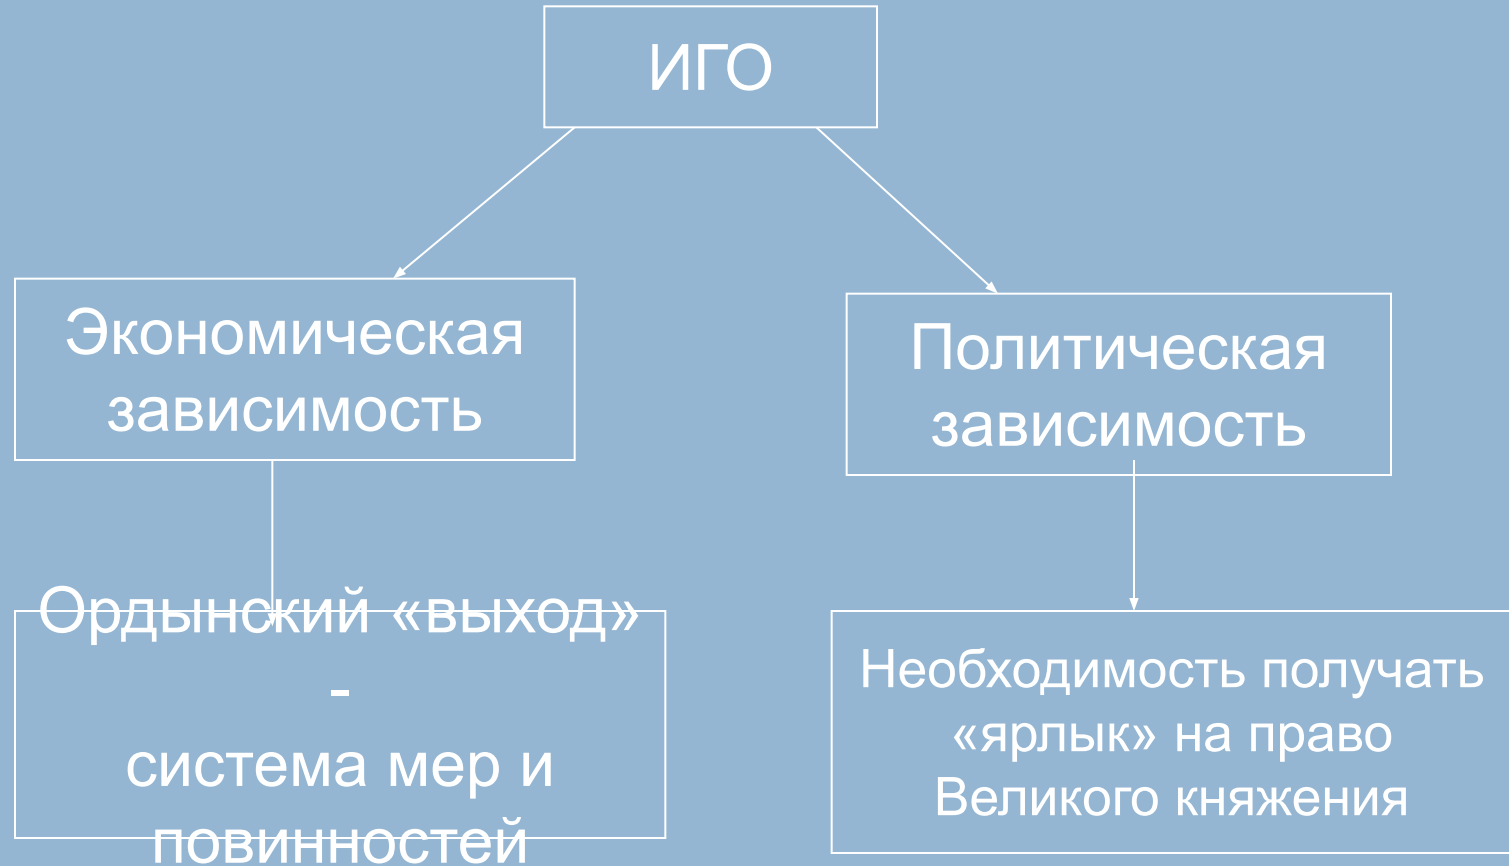 ИГО
Экономическая
зависимость
Политическая
зависимость
Ордынский «выход»
-
система мер и
повинностей
Необходимость получать
«ярлык» на право
Великого княжения